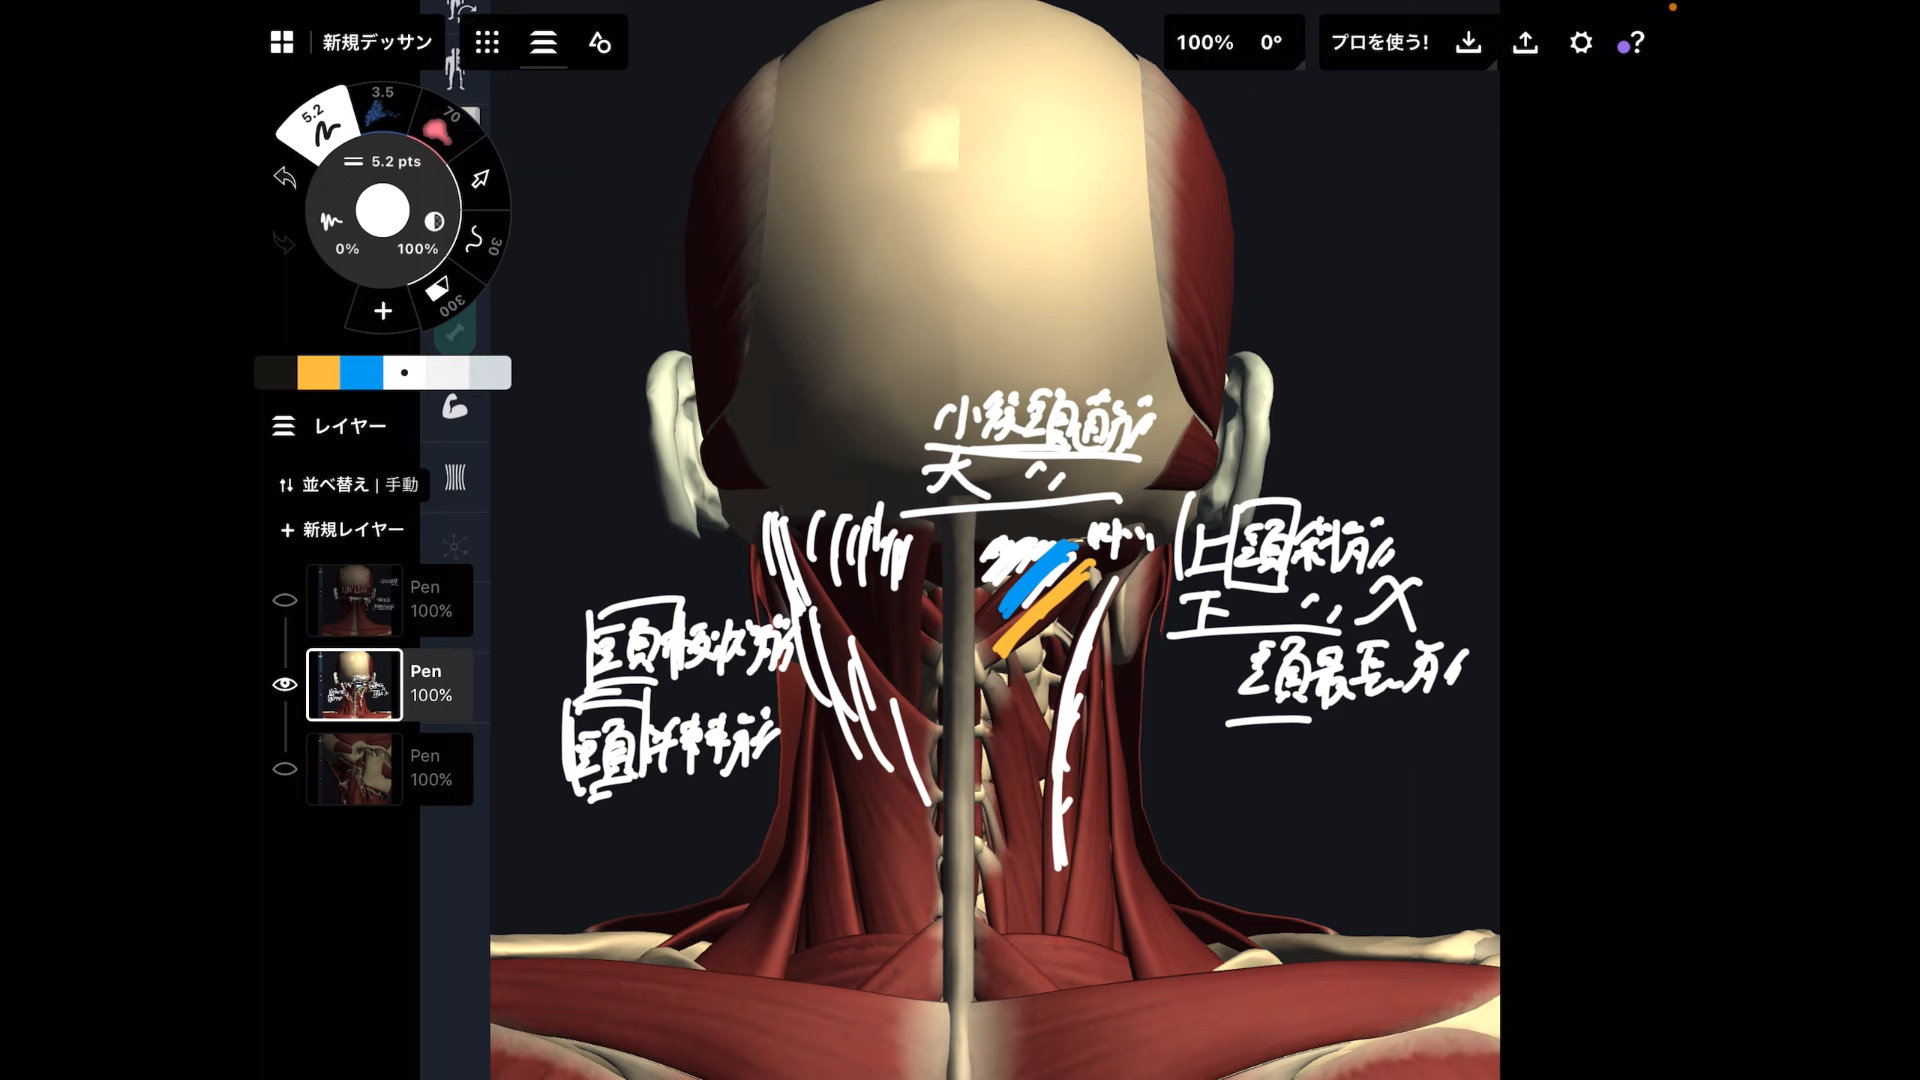 新規デッサン
100% 0° プロを使う!
?
5.2
3.5
70
30
300
5.2 pts
0% 100%
+
レイヤー
並べ替え | 手動
+ 新規レイヤー
Pen
100%
Pen
100%
Pen
100%
小後頭直筋
大 〃
上頭斜筋
下 〃 X
頭最長筋
頭板状筋
頭半棘筋